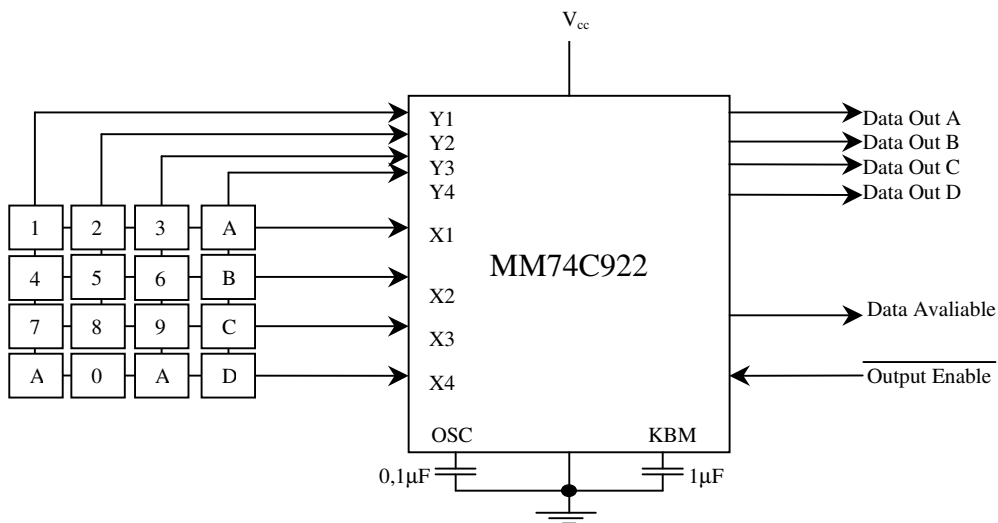 Vcc
Y1
Y2
Y3
Y4
X1
X2
X3
X4
MM74C922
OSC
KBM
Data Out A
Data Out B
Data Out C
Data Out D
Data Avaliable
Output Enable
1 2 3 A
4 5 6 B
7 8 9 C
A 0 A D
0,1µF
1µF